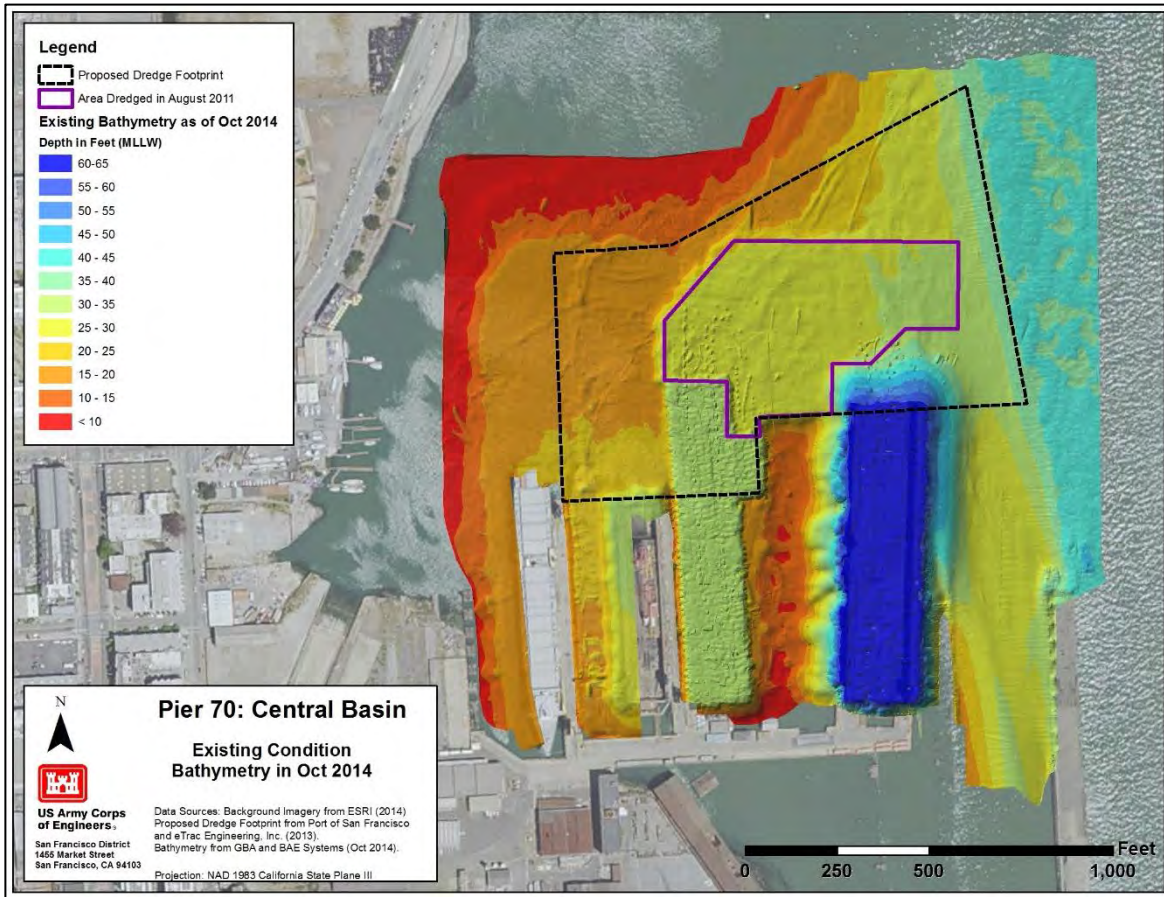 Legend
Proposed Dredge Footprint
Area Dredged in August 2011
Existing Bathymetry as of Oct 2014
Depth in Feet (MLLW)
60-65
55 - 60
50 - 55
45 - 50
40 - 45
35 - 40
30 - 35
25 - 30
20 - 25
15 - 20
10 - 15
< 10
N
US Army Corps
of Engineers®
San Francisco District
1455 Market Street
San Francisco, CA 94103
Pier 70: Central Basin
Existing Condition
Bathymetry in Oct 2014
Data Sources: Background Imagery from ESRI (2014)
Proposed Dredge Footprint from Port of San Francisco
and eTrac Engineering, Inc. (2013).
Bathymetry from GBA and BAE Systems (Oct 2014).
Projection: NAD 1983 California State Plane III
Feet
0 250 500 1,000